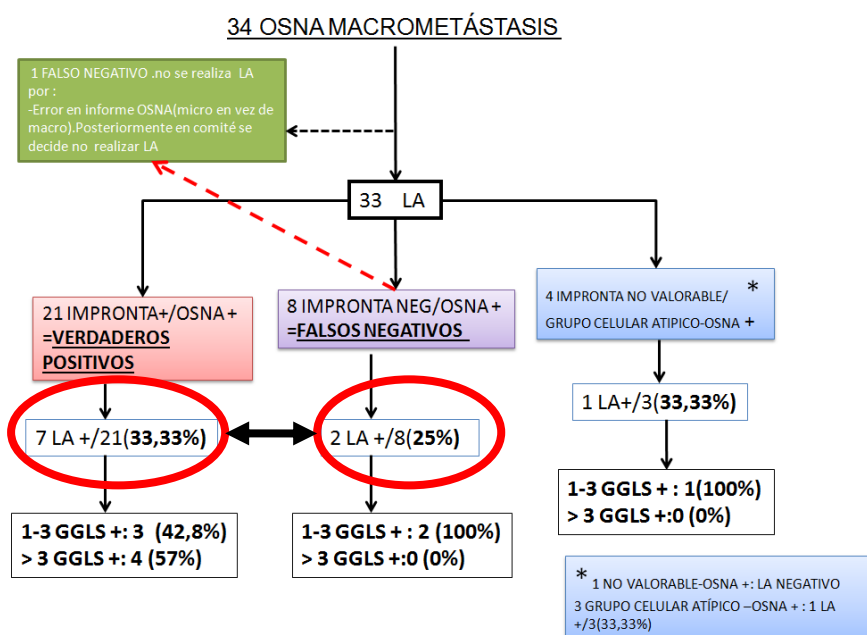 34 OSNA MACROMETÁSTASIS
1 FALSO NEGATIVO .no se realiza LA
por :
-Error en informe OSNA(micro en vez de
macro).Posteriormente en comité se
decide no realizar LA
33 LA
21 IMPRONTA+/OSNA +
=VERDADEROS
POSITIVOS
8 IMPRONTA NEG/OSNA +
=FALSOS NEGATIVOS
4 IMPRONTA NO VALORABLE/ *
GRUPO CELULAR ATIPICO-OSNA +
7 LA +/21(33,33%)
2 LA +/8(25%)
1 LA+/3(33,33%)
1-3 GGLS +: 3 (42,8%)
> 3 GGLS +: 4 (57%)
1-3 GGLS + : 2 (100%)
> 3 GGLS +:0 (0%)
1-3 GGLS + : 1(100%)
> 3 GGLS +:0 (0%)
* 1 NO VALORABLE-OSNA +: LA NEGATIVO
3 GRUPO CELULAR ATÍPICO –OSNA + : 1 LA
+/3(33,33%)